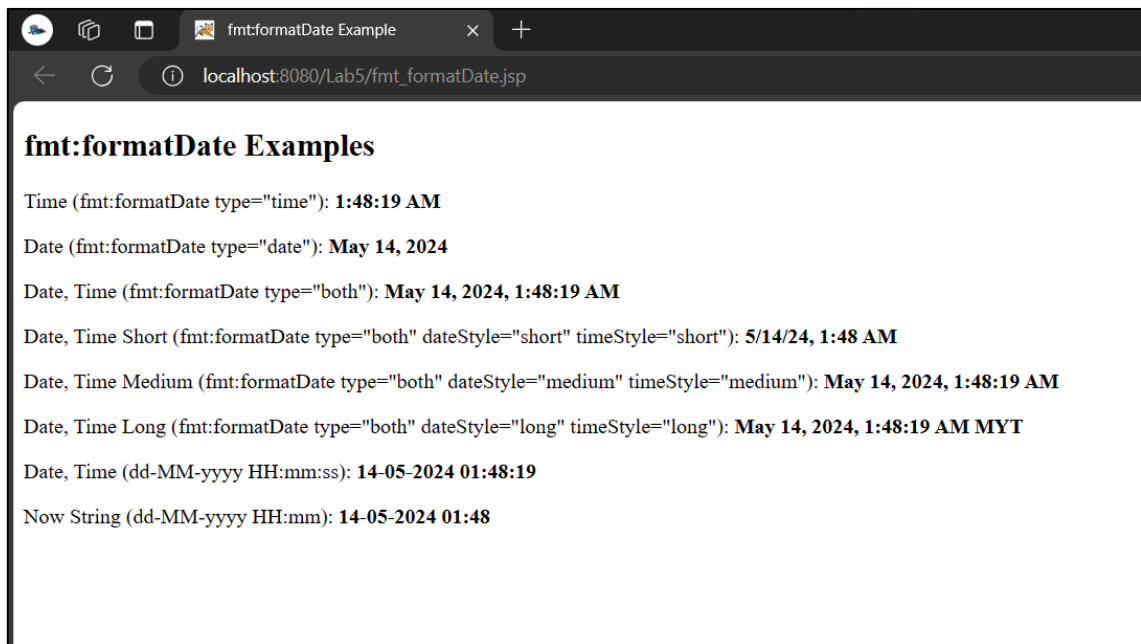 fmt:formatDate Example
localhost:8080/Lab5/fmt_formatDate.jsp
fmt:formatDate Examples
Time (fmt:formatDate type="time"): 1:48:19 AM
Date (fmt:formatDate type="date"): May 14, 2024
Date, Time (fmt:formatDate type="both"): May 14, 2024, 1:48:19 AM
Date, Time Short (fmt:formatDate type="both" dateStyle="short" timeStyle="short"): 5/14/24, 1:48 AM
Date, Time Medium (fmt:formatDate type="both" dateStyle="medium" timeStyle="medium"): May 14, 2024, 1:48:19 AM
Date, Time Long (fmt:formatDate type="both" dateStyle="long" timeStyle="long"): May 14, 2024, 1:48:19 AM MYT
Date, Time (dd-MM-yyyy HH:mm:ss): 14-05-2024 01:48:19
Now String (dd-MM-yyyy HH:mm): 14-05-2024 01:48